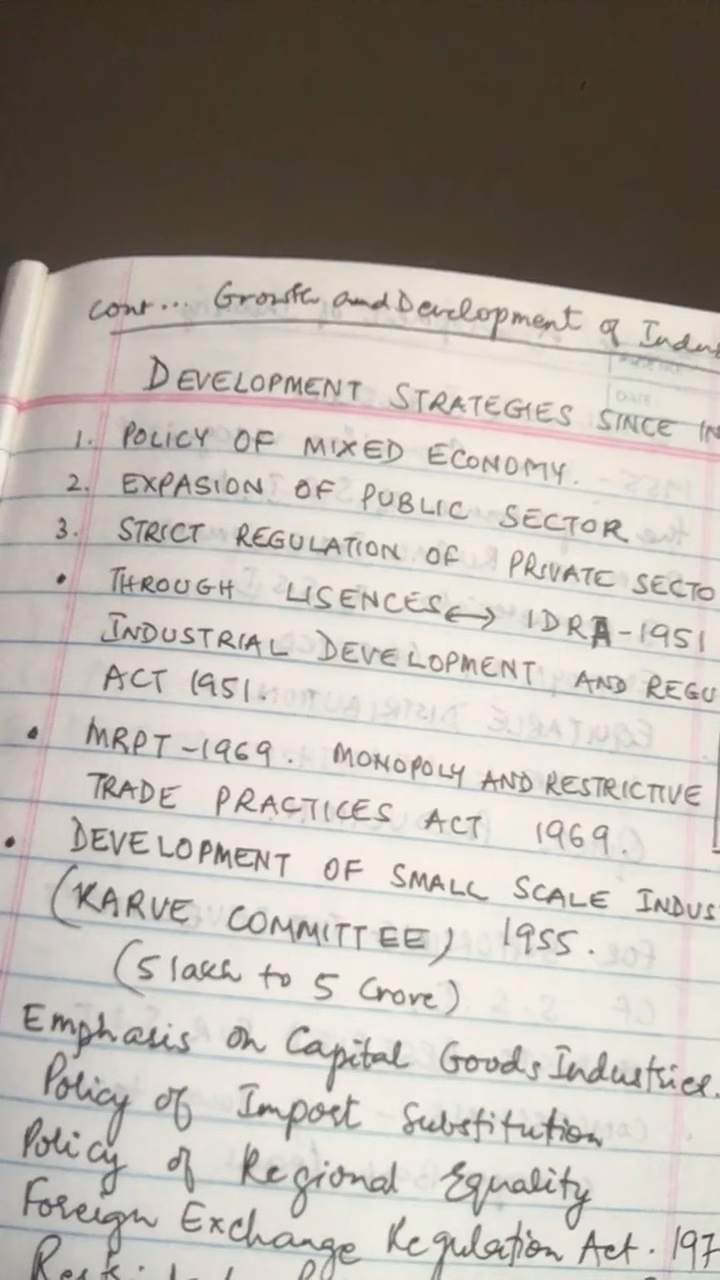 cont... Growth and Development of Indus
DEVELOPMENT STRATEGIES SINCE IN
1. POLICY OF MIXED ECONOMY.
2. EXPASION OF PUBLIC SECTOR
3. STRICT REGULATION OF PRIVATE SECTO
• THROUGH LISENCES ↔ IDRA-1951
INDUSTRIAL DEVELOPMENT AND REGU
ACT 1951.
• MRPT-1969. MONOPOLY AND RESTRICTIVE
TRADE PRACTICES ACT 1969.
• DEVELOPMENT OF SMALL SCALE INDUS
(KARVE COMMITTEE) 1955.
(5 lakh to 5 Crore)
Emphasis on Capital Goods Industries.
Policy of Import Substitution
Policy of Regional Equality
Foreign Exchange Regulation Act. 197